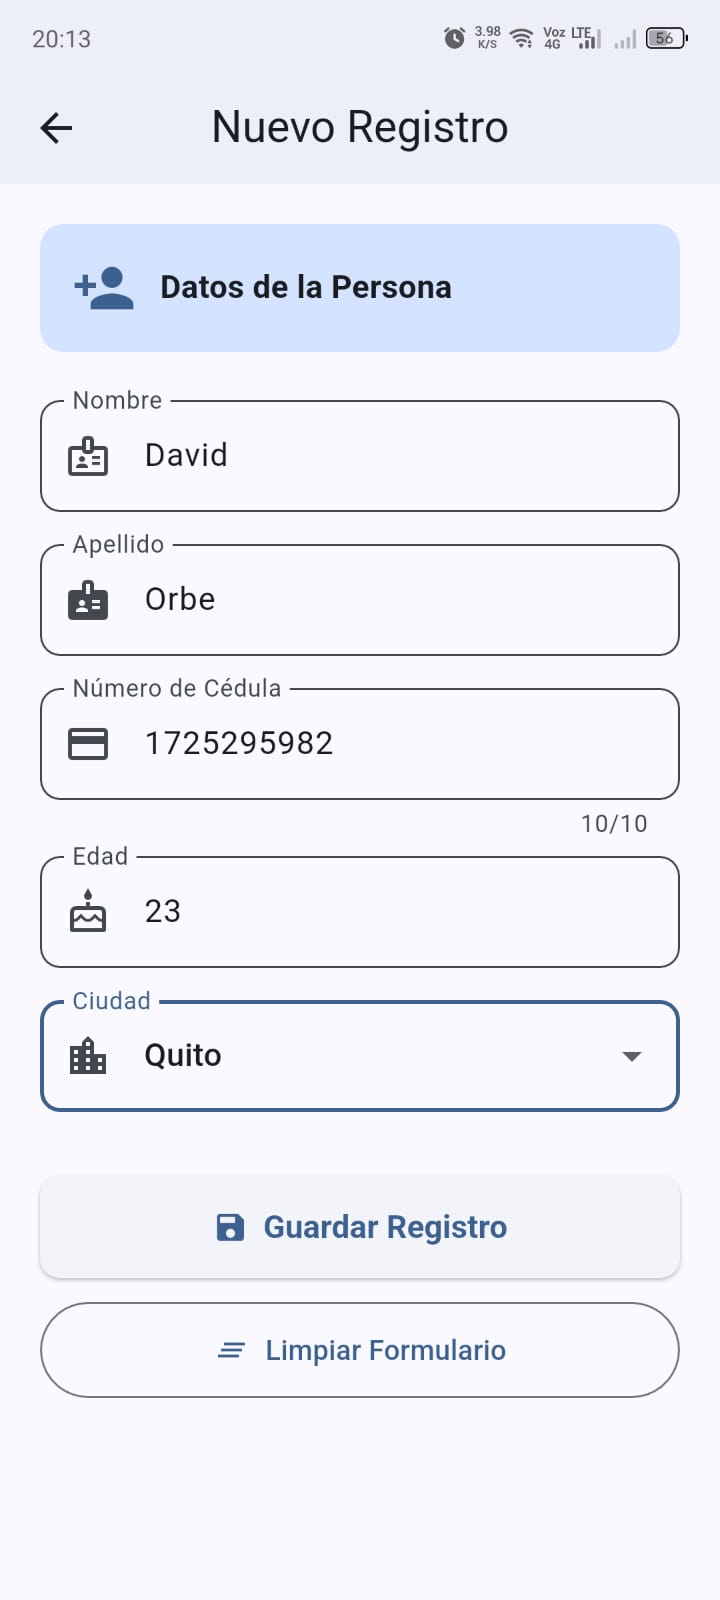 20:13
3.98 K/S
Voz 4G LTE
56
Nuevo Registro
Datos de la Persona
Nombre
David
Apellido
Orbe
Número de Cédula
1725295982
10/10
Edad
23
Ciudad
Quito
Guardar Registro
Limpiar Formulario